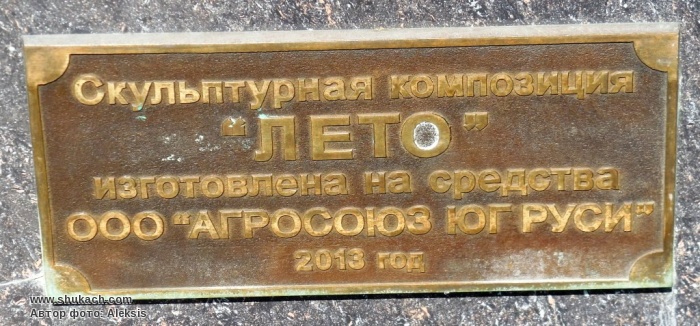 Скульптурная композиция
"ЛЕТО"
изготовлена на средства
ООО "АГРОСОЮЗ ЮГ РУСИ"
2013 год
www.shukach.com
Автор фото: Aleksis